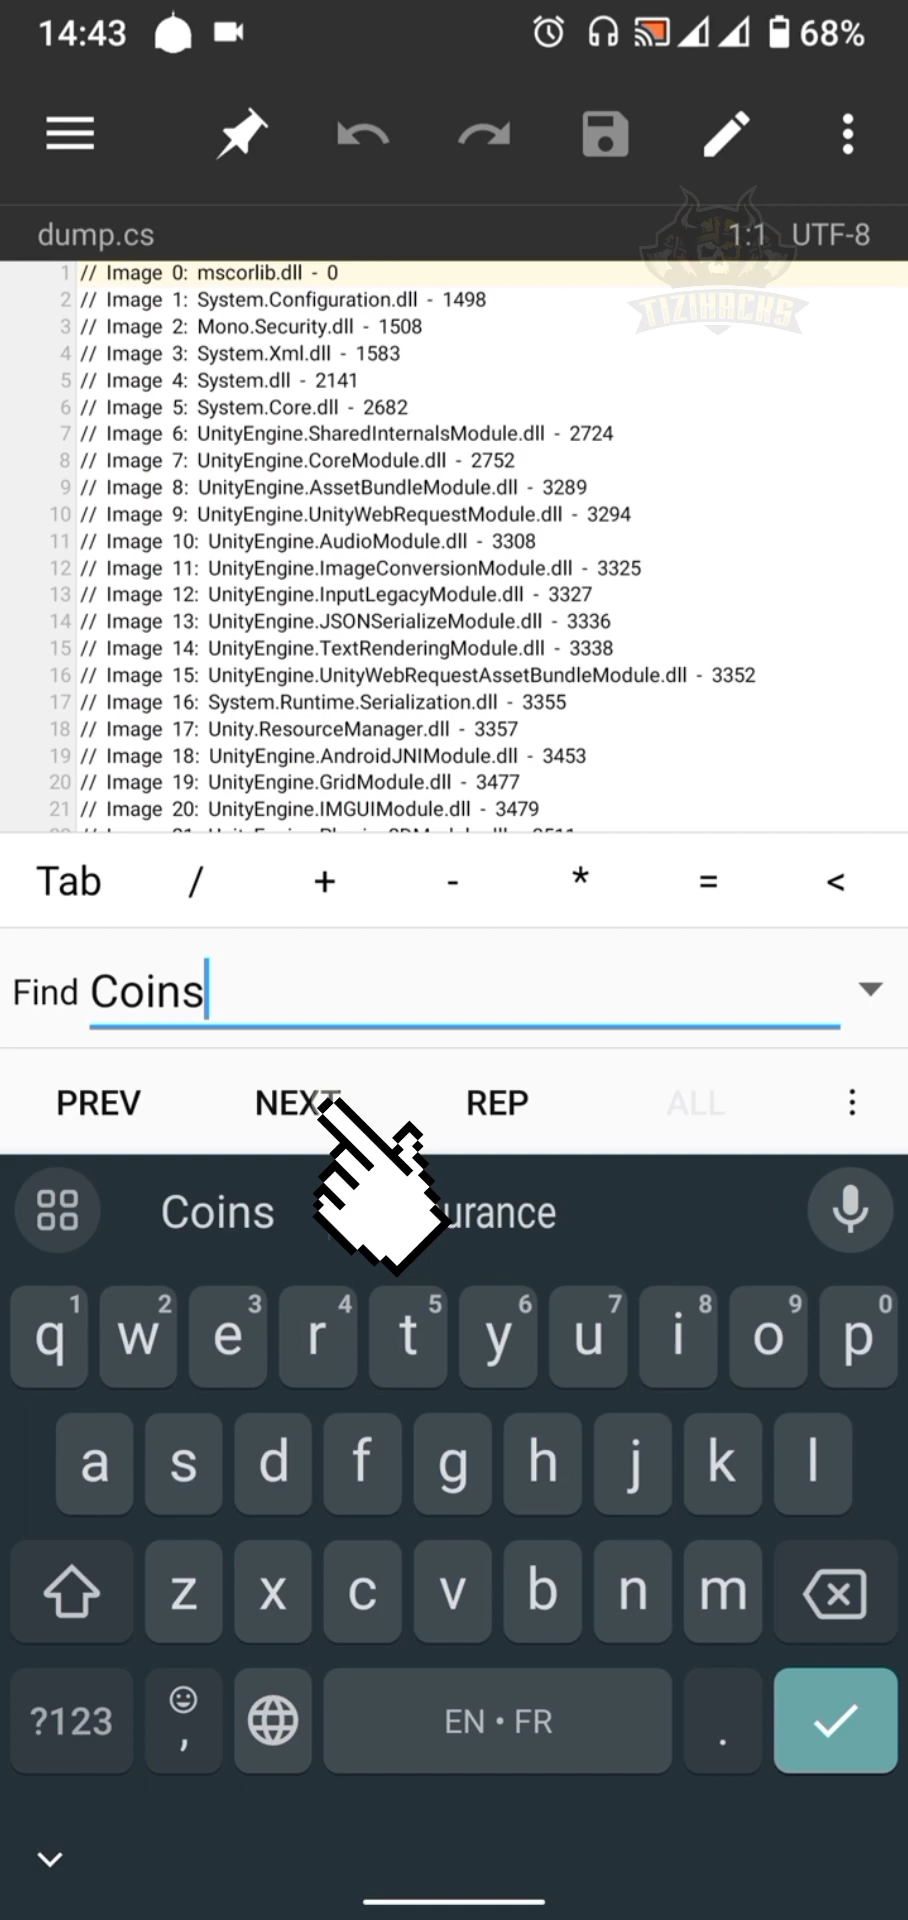 14:43 68%
dump.cs 1:1 UTF-8
TIZIHACKS
1 // Image 0: mscorlib.dll - 0
2 // Image 1: System.Configuration.dll - 1498
3 // Image 2: Mono.Security.dll - 1508
4 // Image 3: System.Xml.dll - 1583
5 // Image 4: System.dll - 2141
6 // Image 5: System.Core.dll - 2682
7 // Image 6: UnityEngine.SharedInternalsModule.dll - 2724
8 // Image 7: UnityEngine.CoreModule.dll - 2752
9 // Image 8: UnityEngine.AssetBundleModule.dll - 3289
10 // Image 9: UnityEngine.UnityWebRequestModule.dll - 3294
11 // Image 10: UnityEngine.AudioModule.dll - 3308
12 // Image 11: UnityEngine.ImageConversionModule.dll - 3325
13 // Image 12: UnityEngine.InputLegacyModule.dll - 3327
14 // Image 13: UnityEngine.JSONSerializeModule.dll - 3336
15 // Image 14: UnityEngine.TextRenderingModule.dll - 3338
16 // Image 15: UnityEngine.UnityWebRequestAssetBundleModule.dll - 3352
17 // Image 16: System.Runtime.Serialization.dll - 3355
18 // Image 17: Unity.ResourceManager.dll - 3357
19 // Image 18: UnityEngine.AndroidJNIModule.dll - 3453
20 // Image 19: UnityEngine.GridModule.dll - 3477
21 // Image 20: UnityEngine.IMGUIModule.dll - 3479
Tab / + - * = <
Find Coins
PREV NEXT REP ALL
Coins
1 2 3 4 5 6 7 8 9 0
q w e r t y u i o p
a s d f g h j k l
z x c v b n m
?123 , EN • FR .